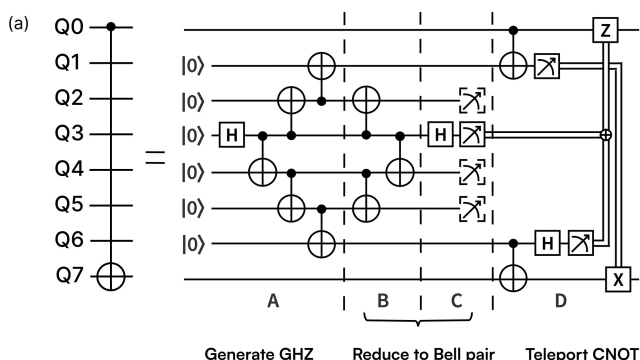 (a)
Q0
Z
Q1
|0⟩
Q2
|0⟩
Q3
|0⟩
H
H
=
Q4
|0⟩
Q5
|0⟩
Q6
|0⟩
H
Q7
X
A
B
C
D
Generate GHZ
Reduce to Bell pair
Teleport CNOT